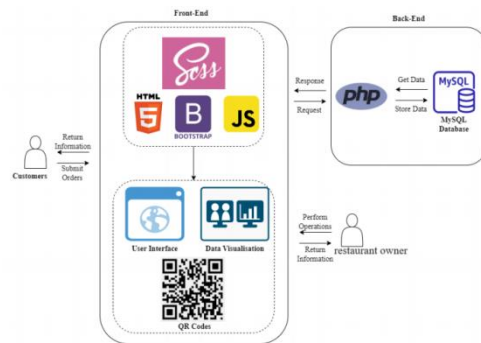 Front-End
Back-End
Scss
HTML
5
B
BOOTSTRAP
JS
Response
Request
php
Get Data
Store Data
MySQL
MySQL
Database
Return
Information
Customers
Submit
Orders
User Interface
Data Visualisation
QR Codes
Perform
Operations
Return
Information
restaurant owner